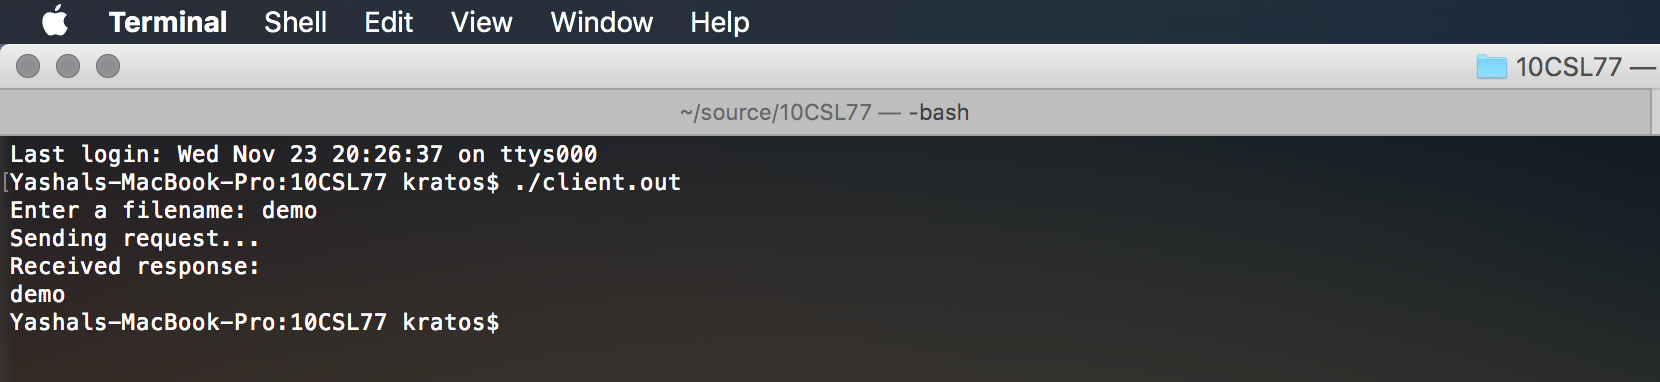 Terminal Shell Edit View Window Help
10CSL77 —
~/source/10CSL77 — -bash
Last login: Wed Nov 23 20:26:37 on ttys000
[Yashals-MacBook-Pro:10CSL77 kratos$ ./client.out
Enter a filename: demo
Sending request...
Received response:
demo
Yashals-MacBook-Pro:10CSL77 kratos$